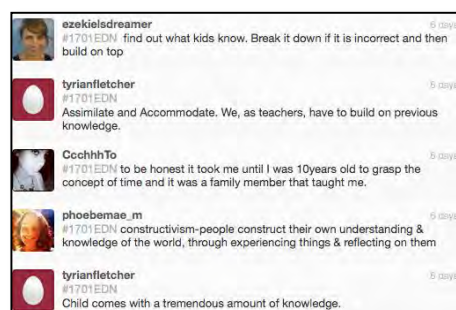 ezekielsdreamer 6 days
#1701EDN find out what kids know. Break it down if it is incorrect and then
build on top
tyrianfletcher 5 days
#1701EDN
Assimilate and Accommodate. We, as teachers, have to build on previous
knowledge.
CcchhhTo 5 days
#1701EDN to be honest it took me until I was 10years old to grasp the
concept of time and it was a family member that taught me.
phoebemae_m 6 days
#1701EDN constructivism-people construct their own understanding &
knowledge of the world, through experiencing things & reflecting on them
tyrianfletcher 5 days
#1701EDN
Child comes with a tremendous amount of knowledge.